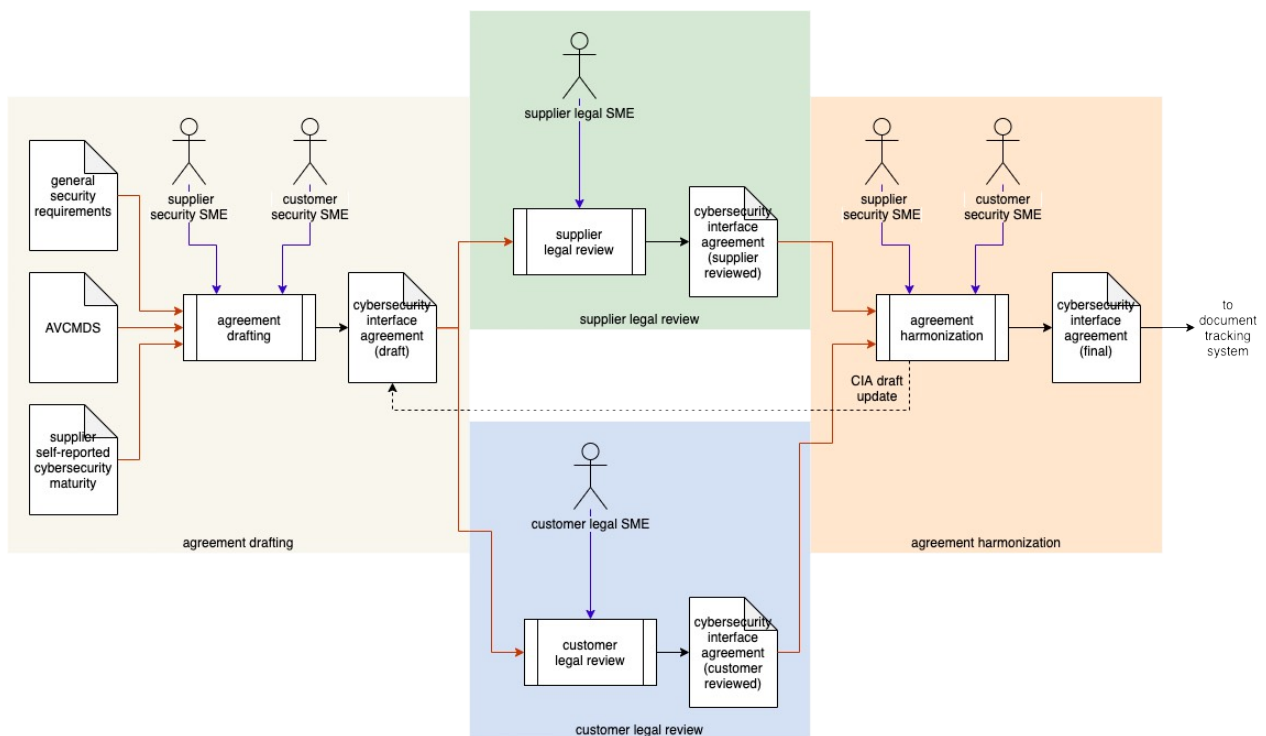 general
security
requirements
AVCMDS
supplier
self-reported
cybersecurity
maturity
supplier
security SME
customer
security SME
agreement
drafting
cybersecurity
interface
agreement
(draft)
agreement drafting
supplier legal SME
supplier
legal review
cybersecurity
interface
agreement
(supplier
reviewed)
supplier legal review
customer legal SME
customer
legal review
cybersecurity
interface
agreement
(customer
reviewed)
customer legal review
supplier
security SME
customer
security SME
agreement
harmonization
CIA draft
update
cybersecurity
interface
agreement
(final)
agreement harmonization
to
document
tracking
system